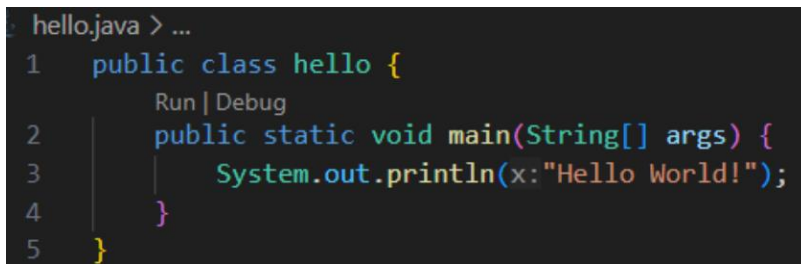 hello.java > ...
1 public class hello {
Run | Debug
2 public static void main(String[] args) {
3 System.out.println(x:"Hello World!");
4 }
5 }